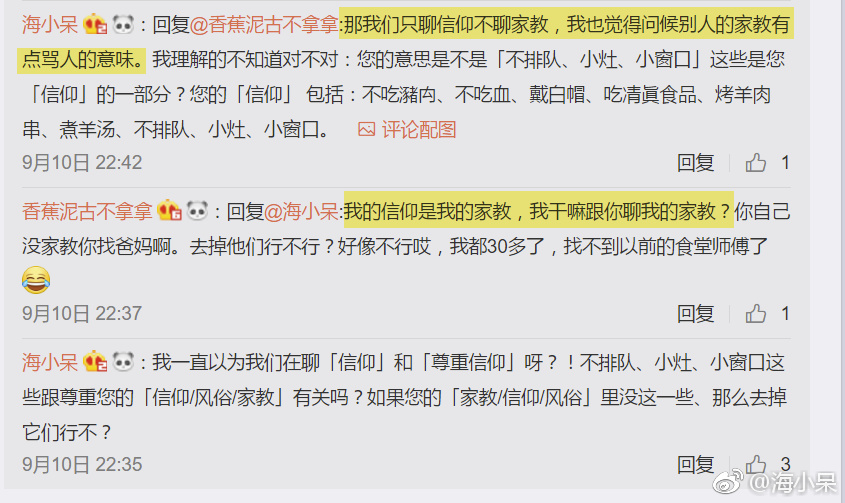 海小呆：回复@香蕉泥古不拿拿:那我们只聊信仰不聊家教，我也觉得问候别人的家教有
点骂人的意味。我理解的不知道对不对：您的意思是不是「不排队、小灶、小窗口」这些是您
「信仰」的一部分？您的「信仰」 包括：不吃豬内、不吃血、戴白帽、吃凊眞食品、烤羊肉
串、煮羊汤、不排队、小灶、小窗口。 评论配图
9月10日 22:42 回复 1
香蕉泥古不拿拿：回复@海小呆:我的信仰是我的家教，我干嘛跟你聊我的家教？你自己
没家教你找爸妈啊。去掉他们行不行？好像不行哎，我都30多了，找不到以前的食堂师傅了
😂
9月10日 22:37 回复 1
海小呆：我一直以为我们在聊「信仰」和「尊重信仰」呀？！不排队、小灶、小窗口这
些跟尊重您的「信仰/风俗/家教」有关吗？如果您的「家教/信仰/风俗」里没这一些、那么去掉
它们行不？
9月10日 22:35 回复 3
@海小呆